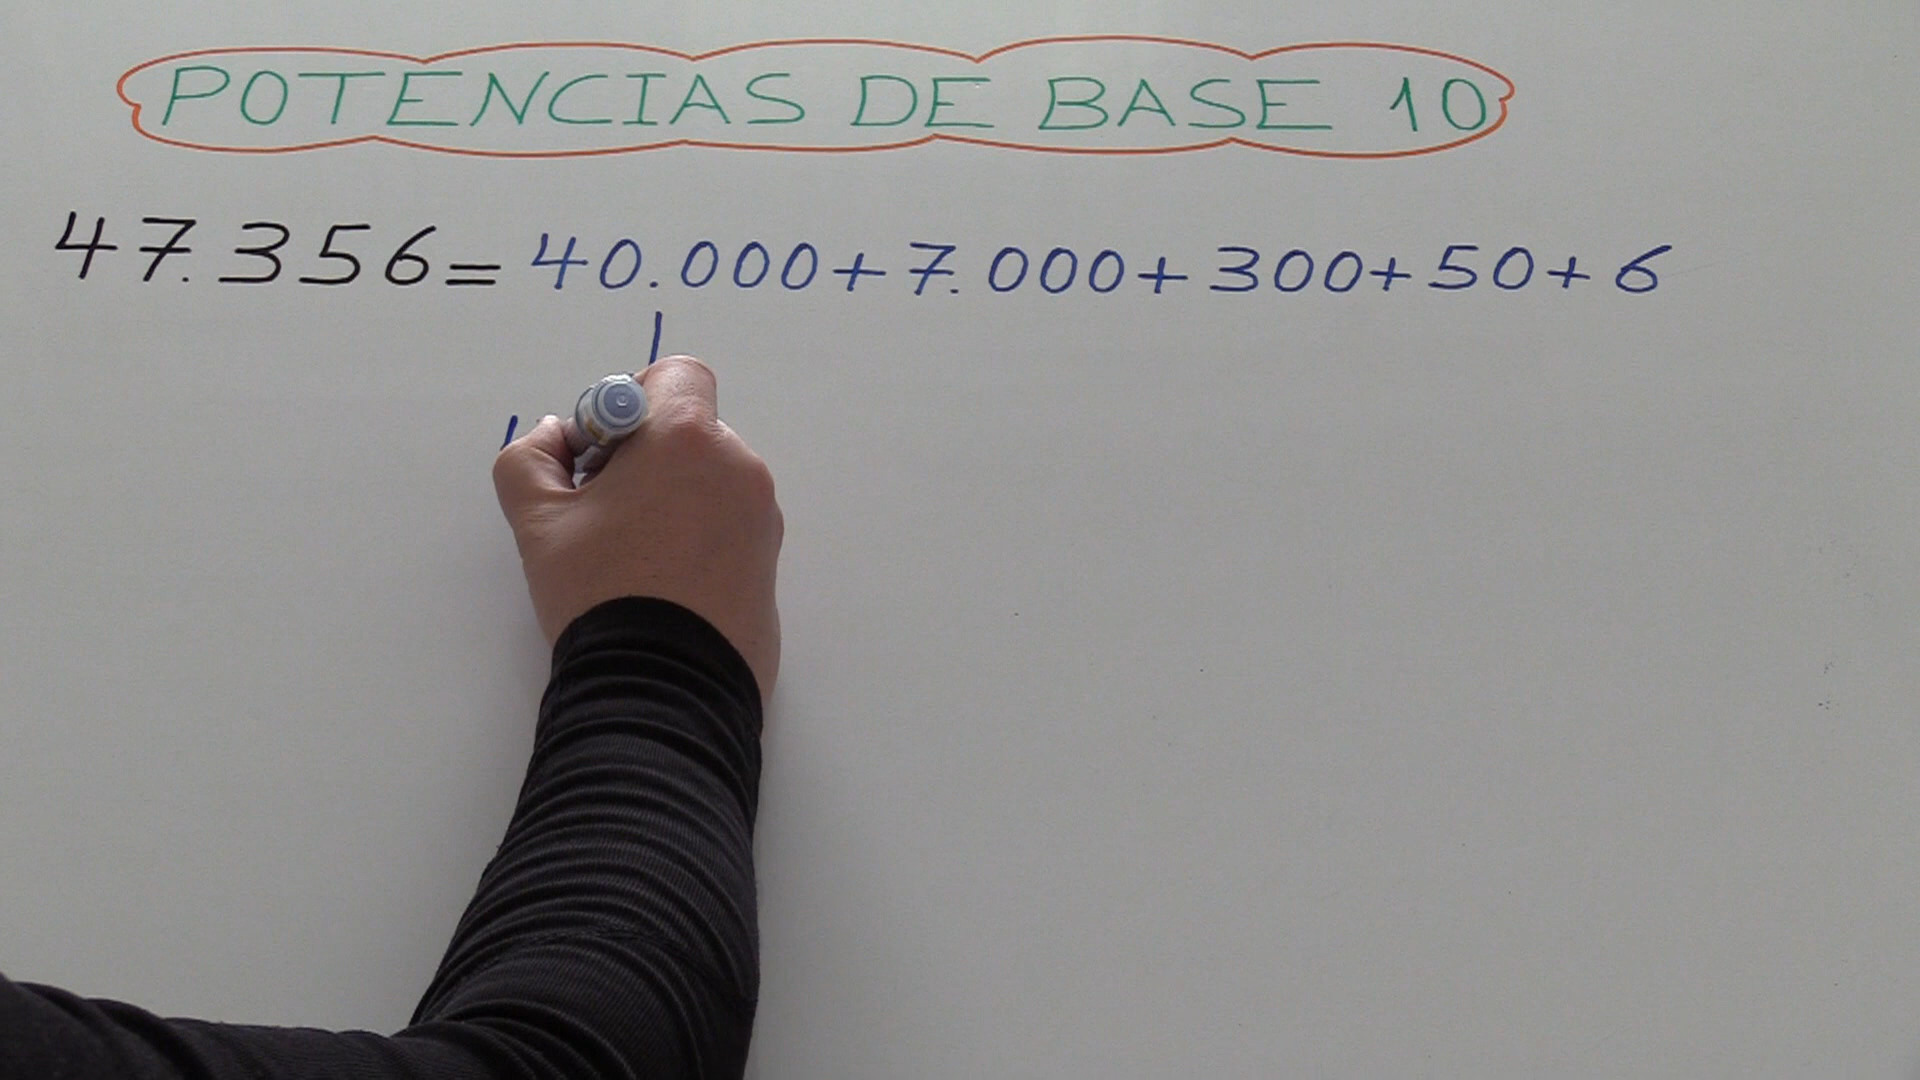 POTENCIAS DE BASE 10
47.356 = 40.000 + 7.000 + 300 + 50 + 6